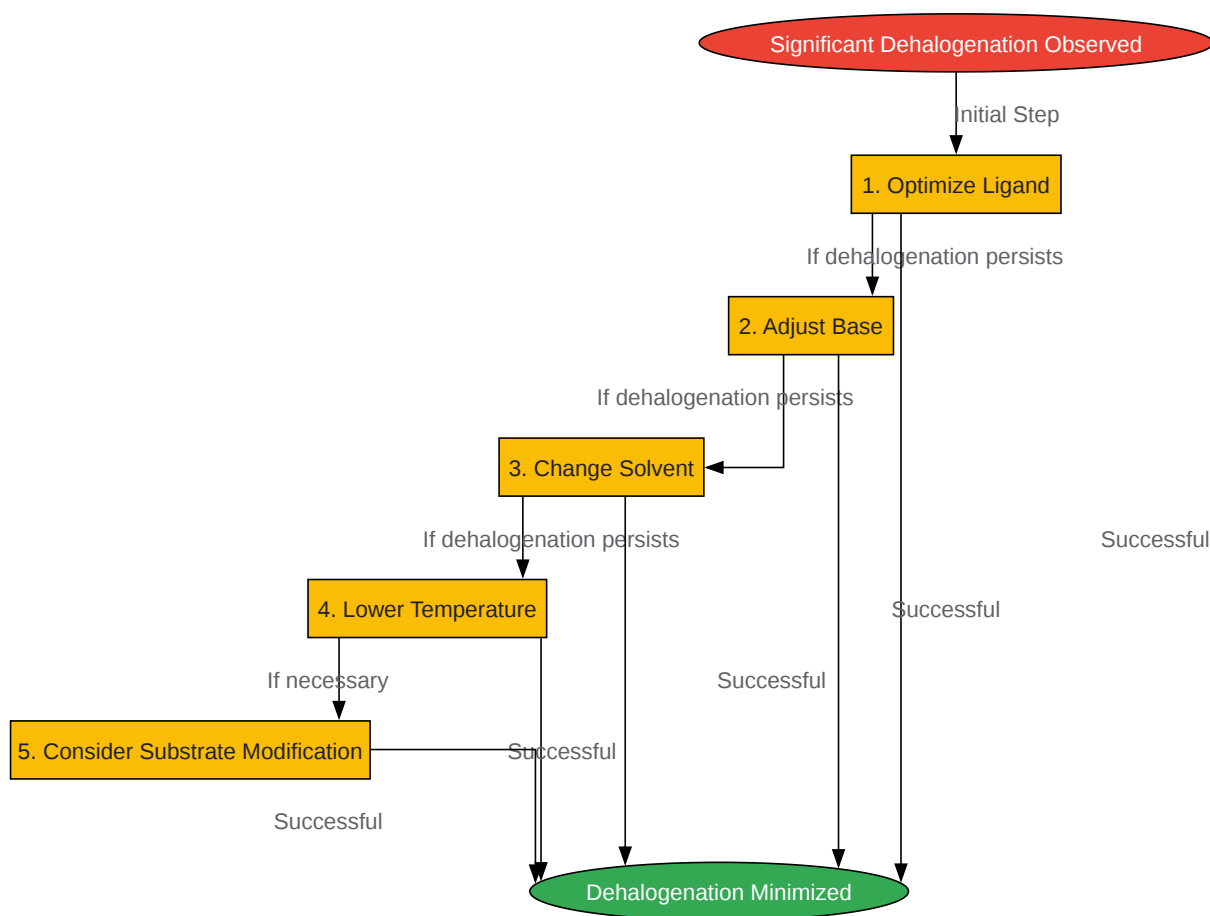 Significant Dehalogenation Observed
Initial Step
1. Optimize Ligand
If dehalogenation persists
2. Adjust Base
If dehalogenation persists
3. Change Solvent
If dehalogenation persists
Successful
4. Lower Temperature
Successful
If necessary
Successful
5. Consider Substrate Modification
Successful
Successful
Dehalogenation Minimized